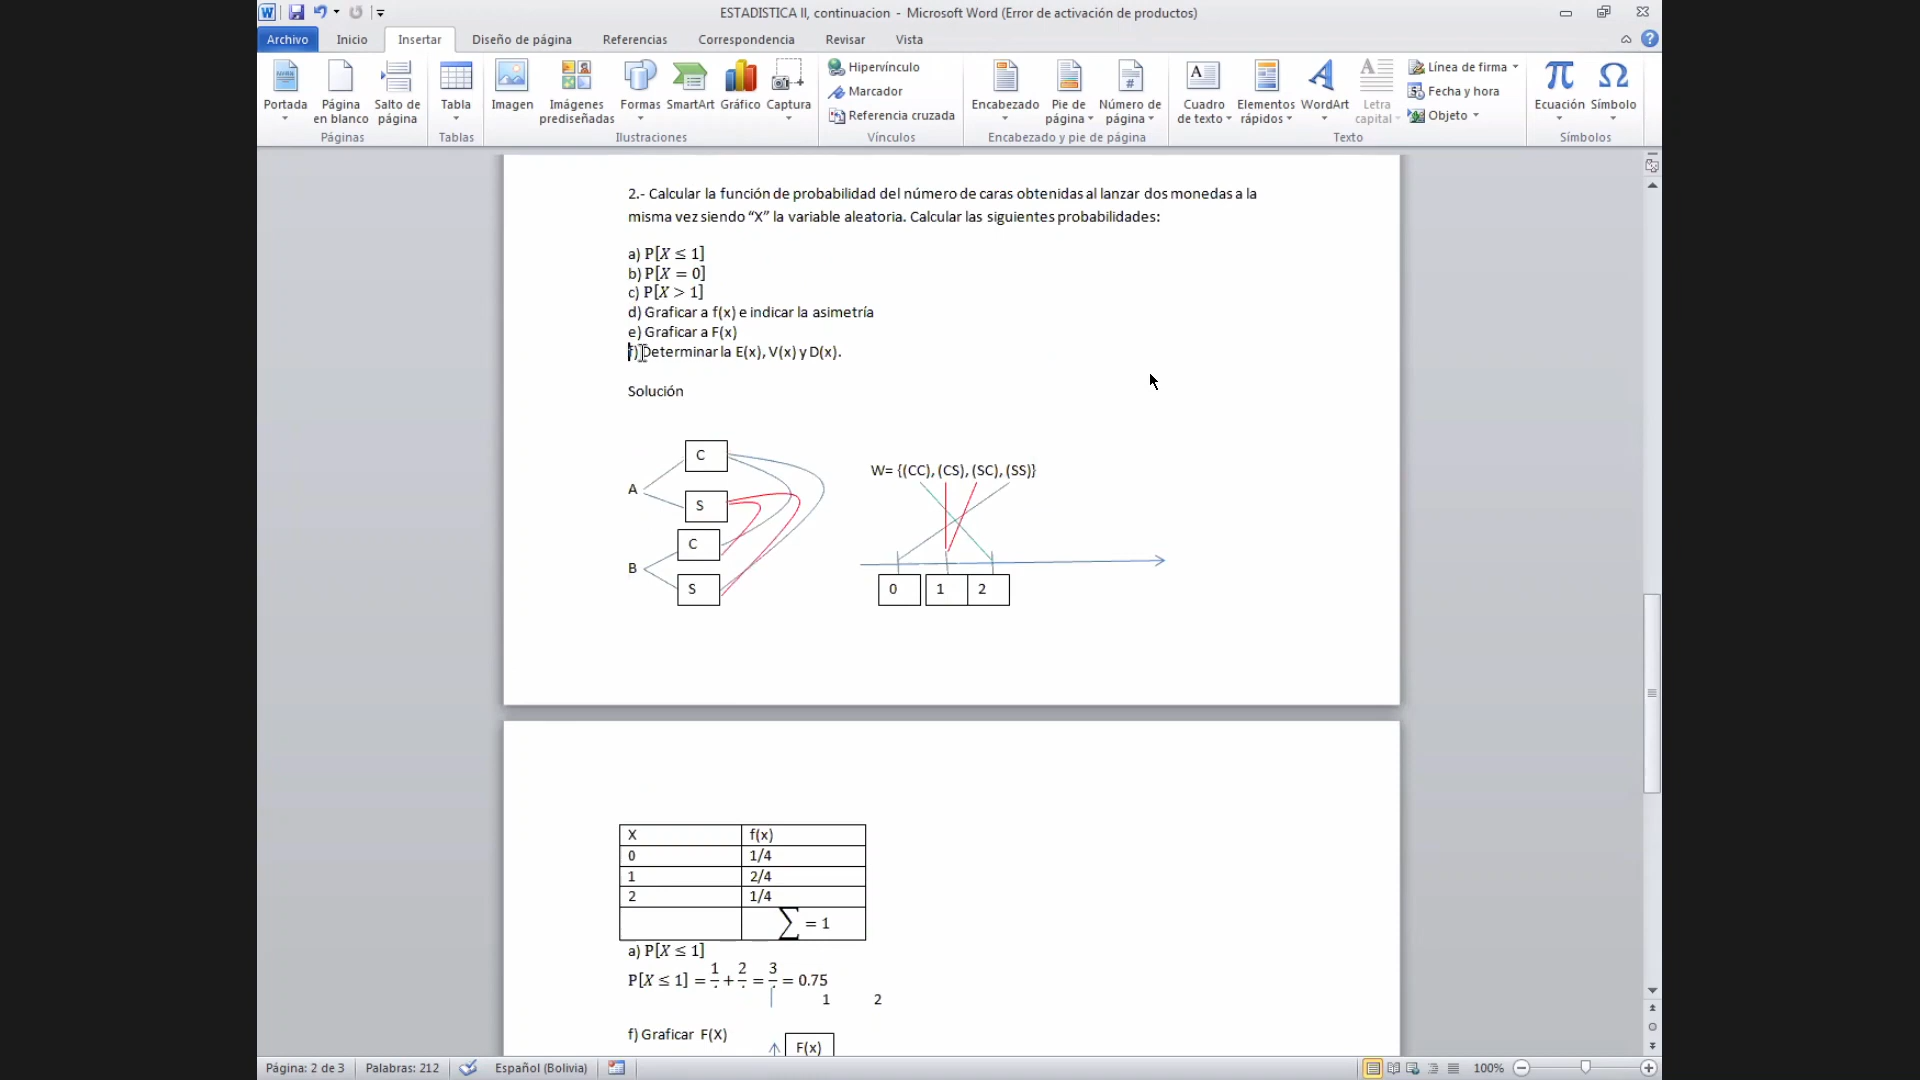 ESTADISTICA II, continuacion - Microsoft Word (Error de activación de productos)
Archivo Inicio Insertar Diseño de página Referencias Correspondencia Revisar Vista
Portada
Página en blanco
Salto de página
Páginas
Tabla
Tablas
Imagen
Imágenes prediseñadas
Formas
SmartArt
Gráfico
Captura
Ilustraciones
Hipervínculo
Marcador
Referencia cruzada
Vínculos
Encabezado
Pie de página
Número de página
Encabezado y pie de página
Cuadro de texto
Elementos rápidos
WordArt
Letra capital
Línea de firma
Fecha y hora
Objeto
Texto
Ecuación
Símbolo
Símbolos
2.- Calcular la función de probabilidad del número de caras obtenidas al lanzar dos monedas a la
misma vez siendo “X” la variable aleatoria. Calcular las siguientes probabilidades:
a) P[X ≤ 1]
b) P[X = 0]
c) P[X > 1]
d) Graficar a f(x) e indicar la asimetría
e) Graficar a F(x)
f) Determinar la E(x), V(x) y D(x).
Solución
A
C
S
B
C
S
W= {(CC), (CS), (SC), (SS)}
0 1 2
X f(x)
0 1/4
1 2/4
2 1/4
∑ = 1
a) P[X ≤ 1]
P[X ≤ 1] = 1 + 2 = 3 = 0.75
1 2
f) Graficar F(X)
F(x)
Página: 2 de 3 Palabras: 212 Español (Bolivia) 100%